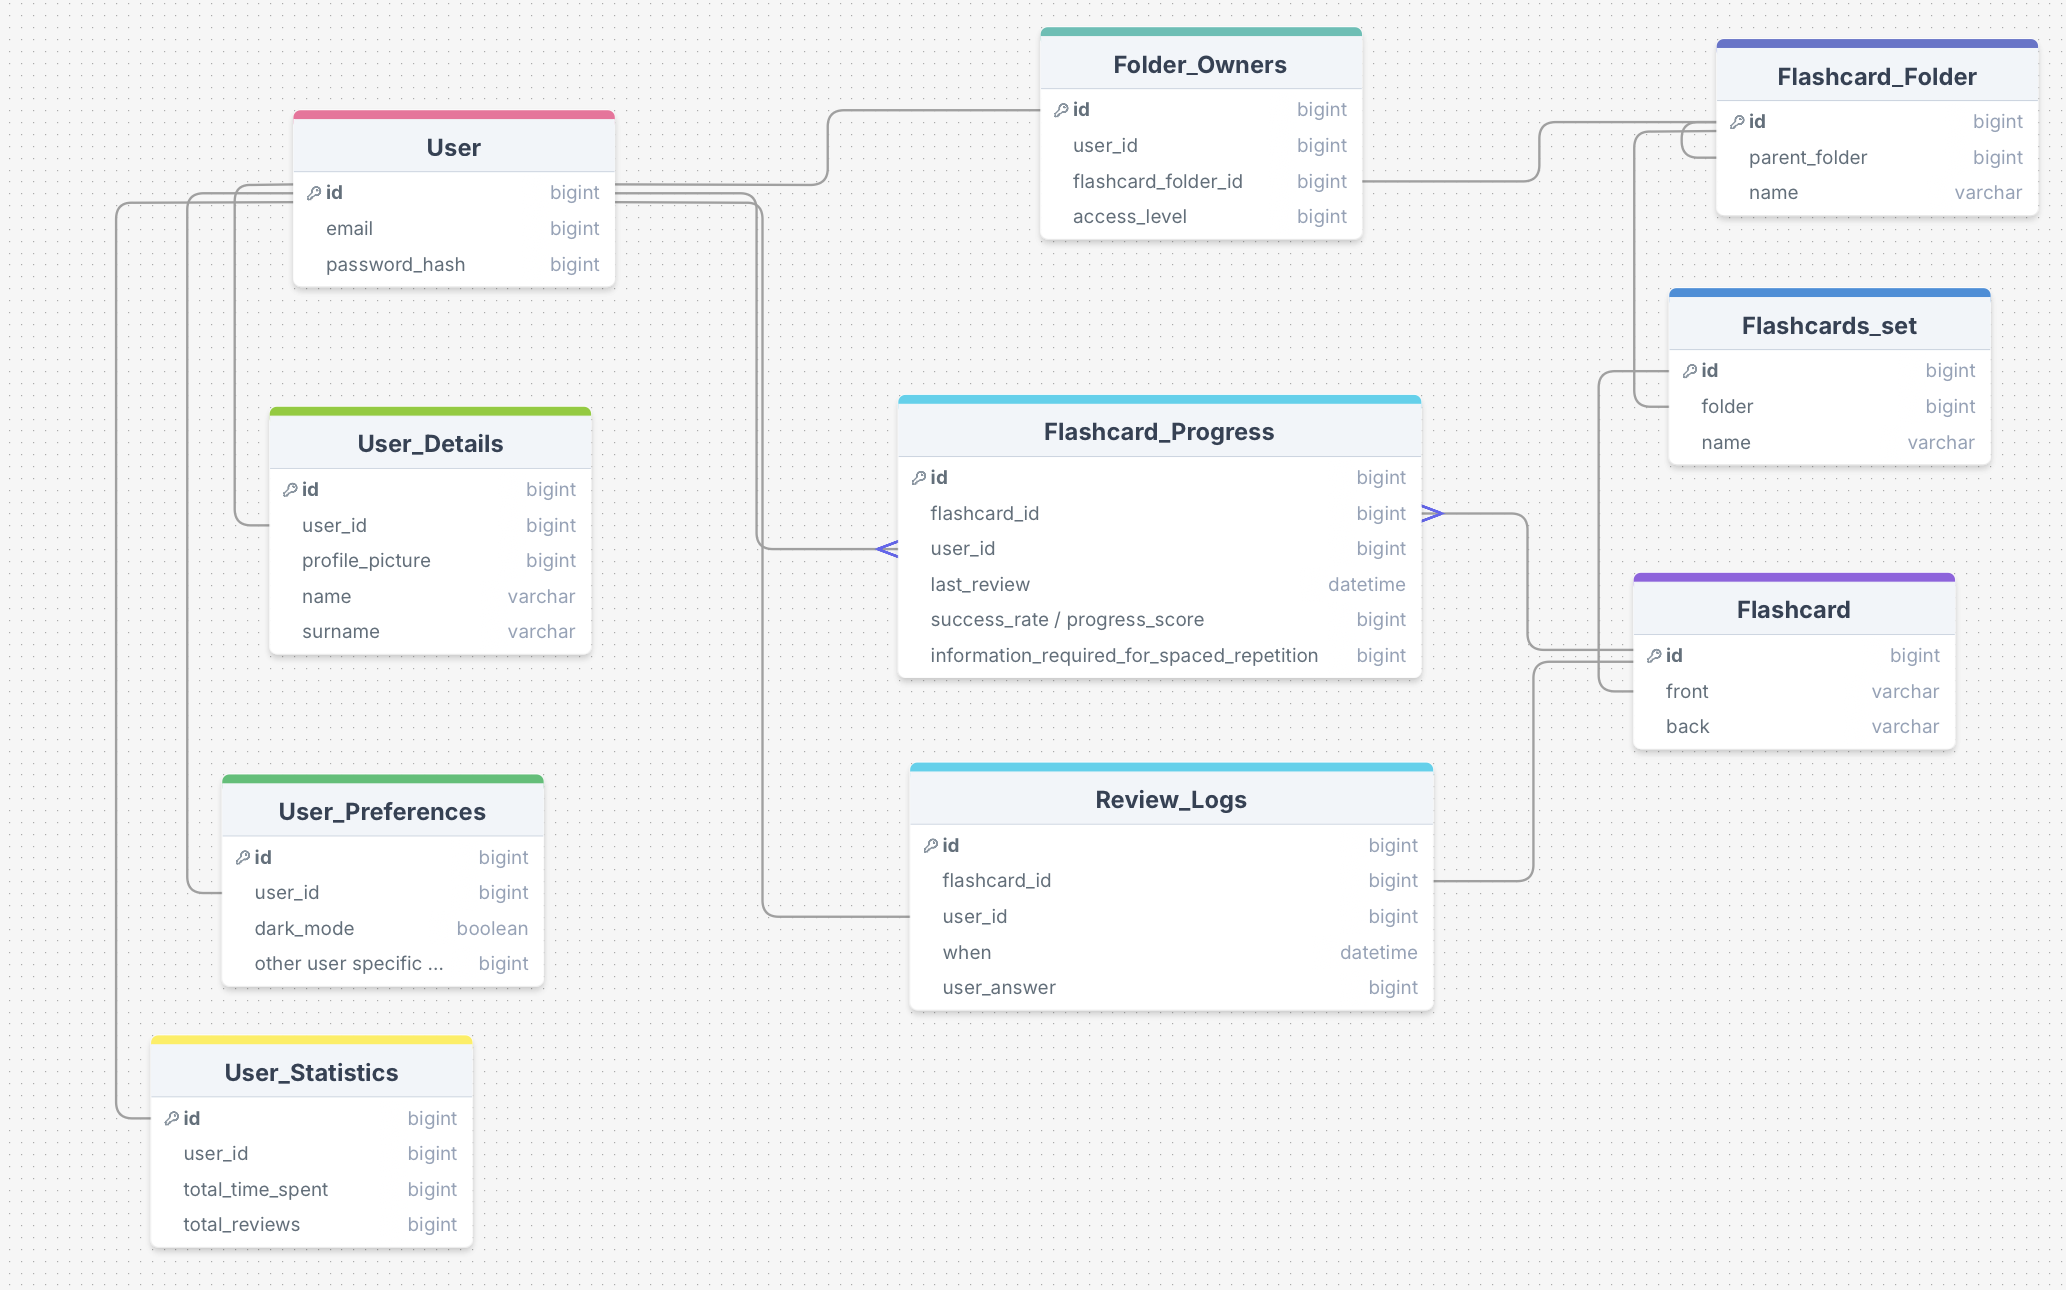 User
id bigint
email bigint
password_hash bigint
Folder_Owners
id bigint
user_id bigint
flashcard_folder_id bigint
access_level bigint
Flashcard_Folder
id bigint
parent_folder bigint
name varchar
Flashcards_set
id bigint
folder bigint
name varchar
User_Details
id bigint
user_id bigint
profile_picture bigint
name varchar
surname varchar
Flashcard_Progress
id bigint
flashcard_id bigint
user_id bigint
last_review datetime
success_rate / progress_score bigint
information_required_for_spaced_repetition bigint
Flashcard
id bigint
front varchar
back varchar
User_Preferences
id bigint
user_id bigint
dark_mode boolean
other user specific ... bigint
Review_Logs
id bigint
flashcard_id bigint
user_id bigint
when datetime
user_answer bigint
User_Statistics
id bigint
user_id bigint
total_time_spent bigint
total_reviews bigint